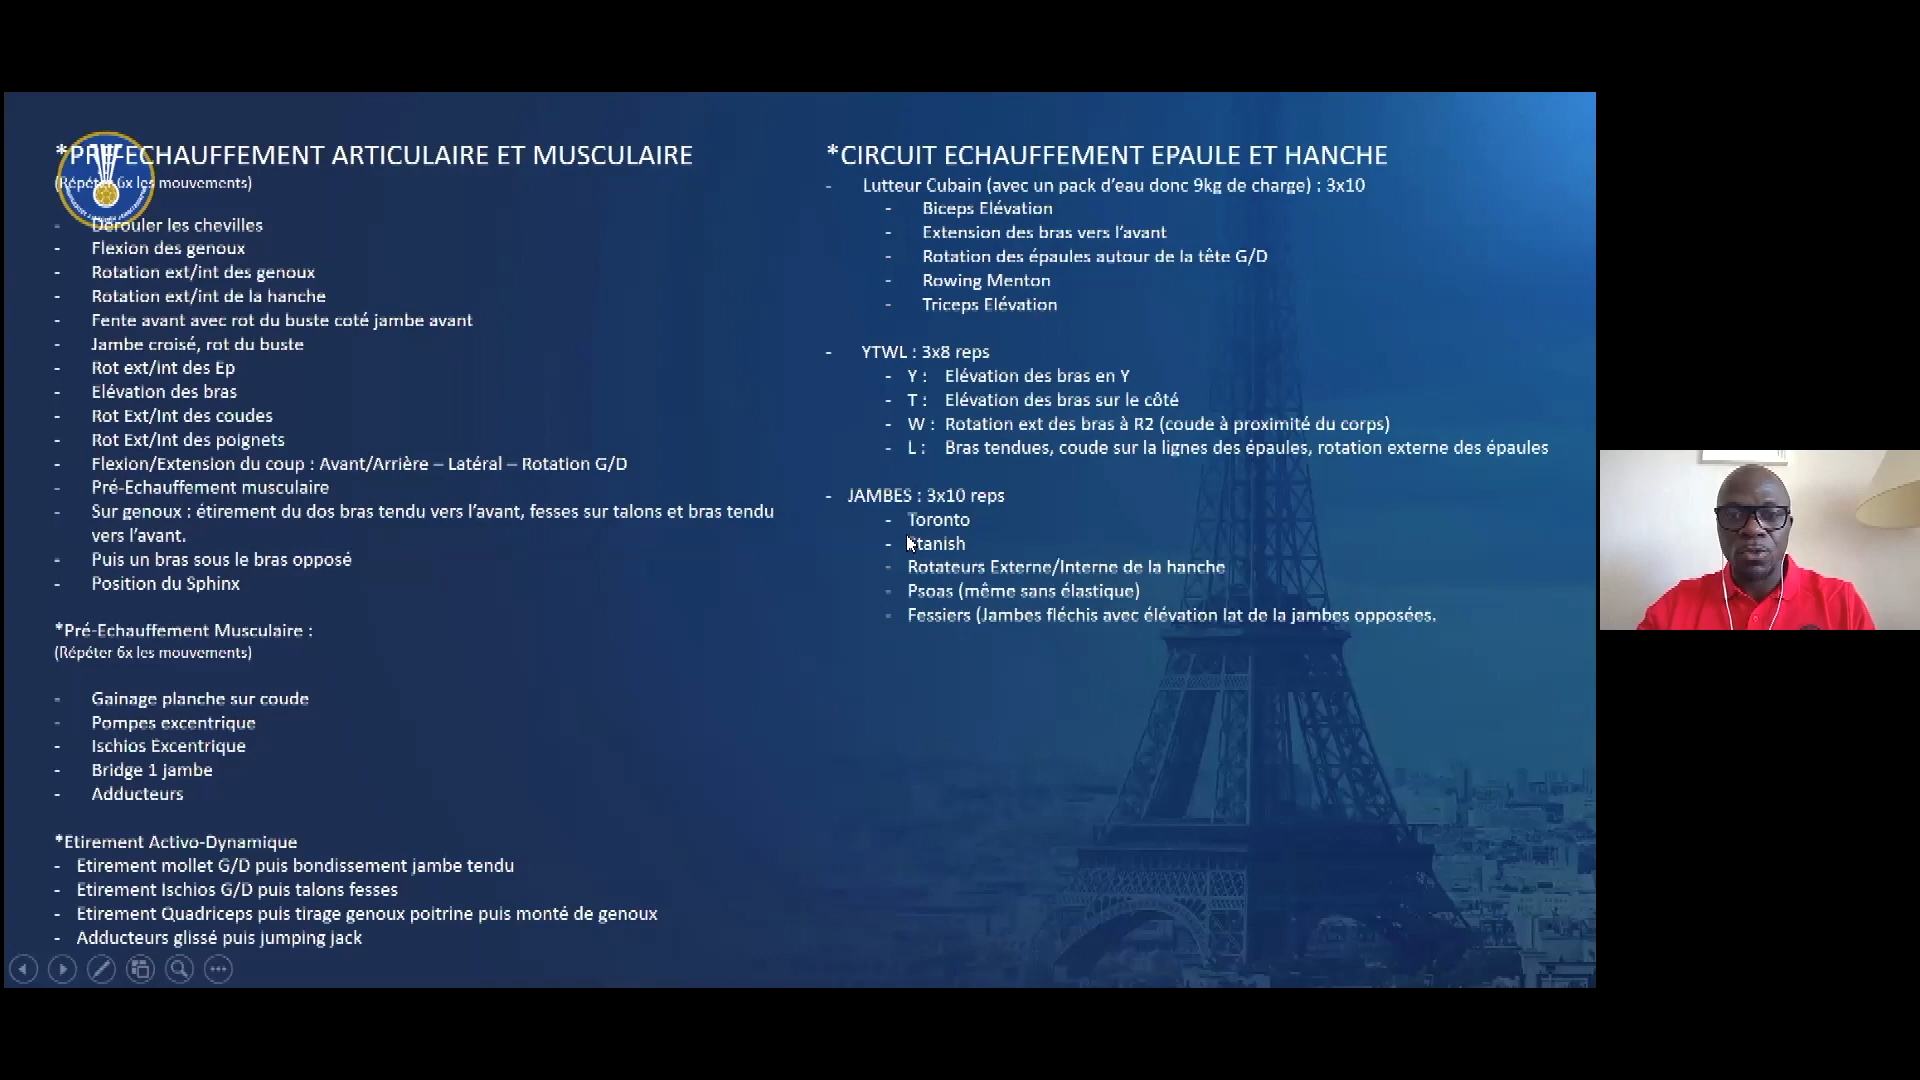 *PRE-ECHAUFFEMENT ARTICULAIRE ET MUSCULAIRE
(Répéter 6x les mouvements)
- Dérouler les chevilles
- Flexion des genoux
- Rotation ext/int des genoux
- Rotation ext/int de la hanche
- Fente avant avec rot du buste coté jambe avant
- Jambe croisé, rot du buste
- Rot ext/int des Ep
- Elévation des bras
- Rot Ext/Int des coudes
- Rot Ext/Int des poignets
- Flexion/Extension du coup : Avant/Arrière – Latéral – Rotation G/D
- Pré-Echauffement musculaire
- Sur genoux : étirement du dos bras tendu vers l’avant, fesses sur talons et bras tendu
vers l’avant.
- Puis un bras sous le bras opposé
- Position du Sphinx
*Pré-Echauffement Musculaire :
(Répéter 6x les mouvements)
- Gainage planche sur coude
- Pompes excentrique
- Ischios Excentrique
- Bridge 1 jambe
- Adducteurs
*Etirement Activo-Dynamique
- Etirement mollet G/D puis bondissement jambe tendu
- Etirement Ischios G/D puis talons fesses
- Etirement Quadriceps puis tirage genoux poitrine puis monté de genoux
- Adducteurs glissé puis jumping jack
*CIRCUIT ECHAUFFEMENT EPAULE ET HANCHE
- Lutteur Cubain (avec un pack d’eau donc 9kg de charge) : 3x10
- Biceps Elévation
- Extension des bras vers l’avant
- Rotation des épaules autour de la tête G/D
- Rowing Menton
- Triceps Elévation
- YTWL : 3x8 reps
- Y : Elévation des bras en Y
- T : Elévation des bras sur le côté
- W : Rotation ext des bras à R2 (coude à proximité du corps)
- L : Bras tendues, coude sur la lignes des épaules, rotation externe des épaules
- JAMBES : 3x10 reps
- Toronto
- Stanish
- Rotateurs Externe/Interne de la hanche
- Psoas (même sans élastique)
- Fessiers (Jambes fléchis avec élévation lat de la jambes opposées.